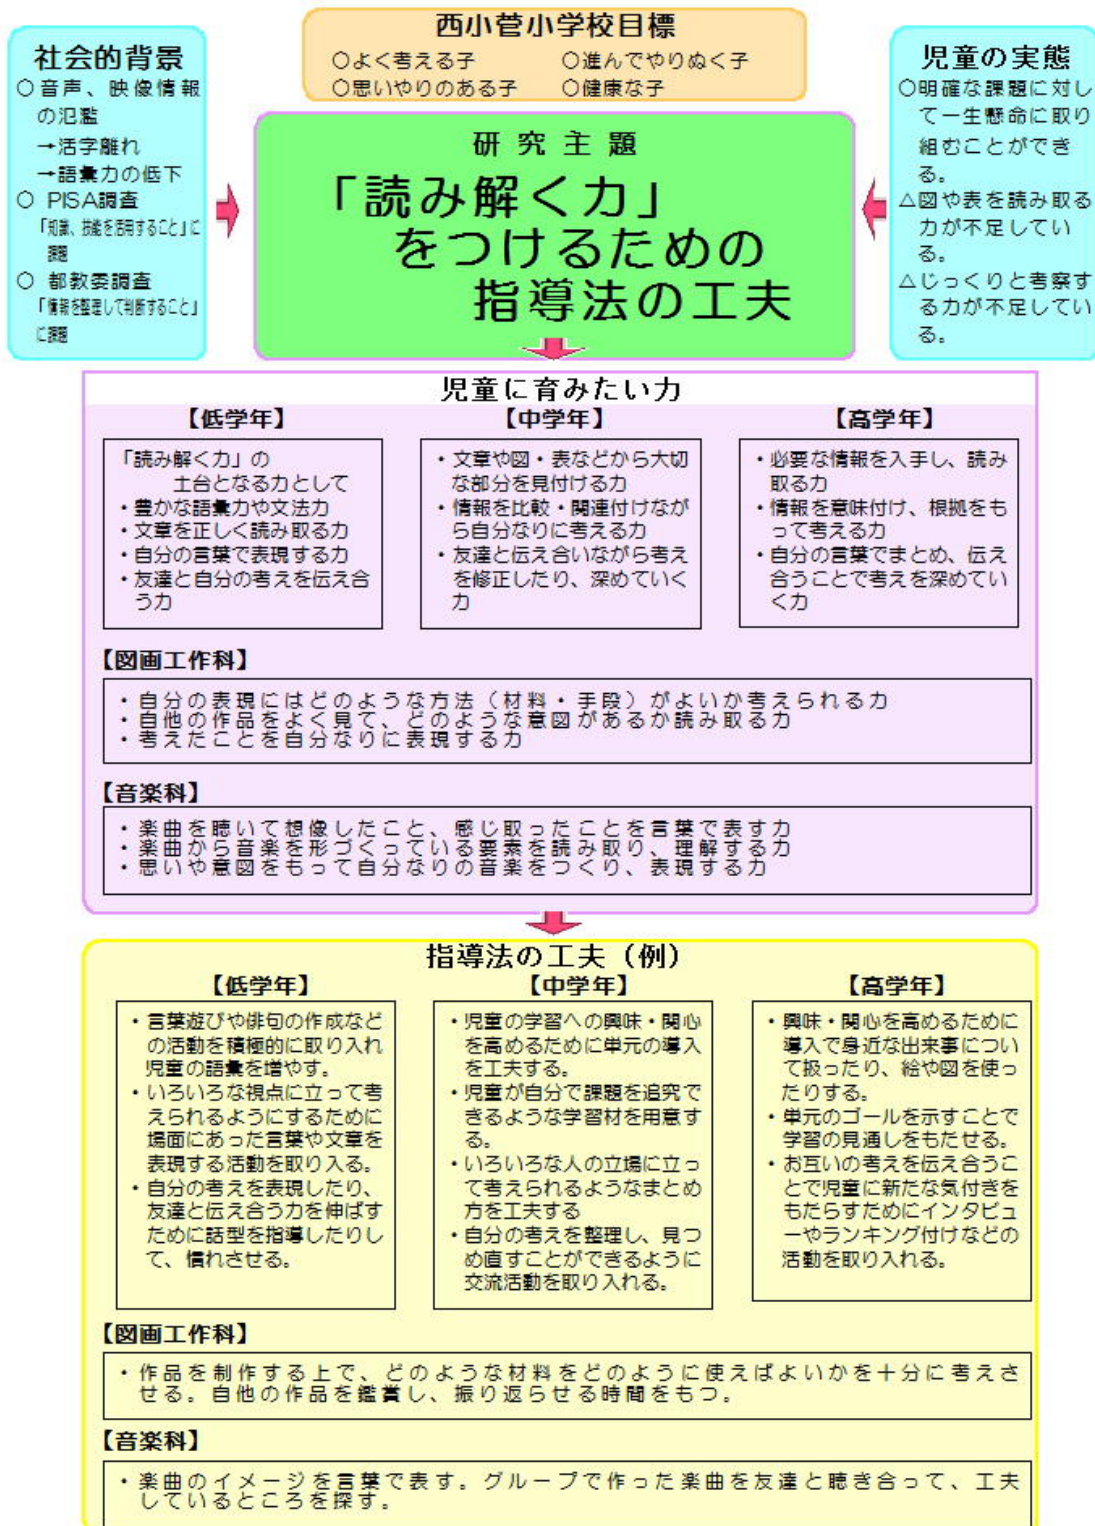 西小菅小学校目標
○よく考える子　○進んでやりぬく子
○思いやりのある子　○健康な子
社会的背景
○音声、映像情報
の氾濫
→活字離れ
→語彙力の低下
○ PISA調査
「知識、技能を活用すること」に
課題
○ 都教委調査
「情報を整理して判断すること」
に課題
研究主題
「読み解く力」
をつけるための
指導法の工夫
児童の実態
○明確な課題に対し
て一生懸命に取り
組むことができ
る。
△図や表を読み取る
力が不足してい
る。
△じっくりと考察す
る力が不足してい
る。
児童に育みたい力
【低学年】
「読み解く力」の
土台となる力として
・豊かな語彙力や文法力
・文章を正しく読み取る力
・自分の言葉で表現する力
・友達と自分の考えを伝え合
う力
【中学年】
・文章や図・表などから大切
な部分を見付ける力
・情報を比較・関連付けなが
ら自分なりに考える力
・友達と伝え合いながら考え
を修正したり、深めていく
力
【高学年】
・必要な情報を入手し、読み
取る力
・情報を意味付け、根拠をも
って考える力
・自分の言葉でまとめ、伝え
合うことで考えを深めてい
く力
【図画工作科】
・自分の表現にはどのような方法（材料・手段）がよいか考えられる力
・自他の作品をよく見て、どのような意図があるか読み取る力
・考えたことを自分なりに表現する力
【音楽科】
・楽曲を聴いて想像したこと、感じ取ったことを言葉で表す力
・楽曲から音楽を形づくっている要素を読み取り、理解する力
・思いや意図をもって自分なりの音楽をつくり、表現する力
指導法の工夫（例）
【低学年】
・言葉遊びや俳句の作成など
の活動を積極的に取り入れ
児童の語彙を増やす。
・いろいろな視点に立って考
えられるようにするために
場面にあった言葉や文章を
表現する活動を取り入る。
・自分の考えを表現したり、
友達と伝え合う力を伸ばす
ために話型を指導したりし
て、慣れさせる。
【中学年】
・児童の学習への興味・関心
を高めるために単元の導入
を工夫する。
・児童が自分で課題を追究で
きるような学習材を用意す
る。
・いろいろな人の立場に立っ
て考えられるようなまとめ
方を工夫する
・自分の考えを整理し、見つ
め直すことができるように
交流活動を取り入れる。
【高学年】
・興味・関心を高めるために
導入で身近な出来事につい
て扱ったり、絵や図を使っ
たりする。
・単元のゴールを示すことで
学習の見通しをもたせる。
・お互いの考えを伝え合うこ
とで児童に新たな気付きを
もたらすためにインタビュ
ーやランキング付けなどの
活動を取り入れる。
【図画工作科】
・作品を制作する上で、どのような材料をどのように使えばよいかを十分に考えさ
せる。自他の作品を鑑賞し、振り返らせる時間をもつ。
【音楽科】
・楽曲のイメージを言葉で表す。グループで作った楽曲を友達と聴き合って、工夫
しているところを探す。